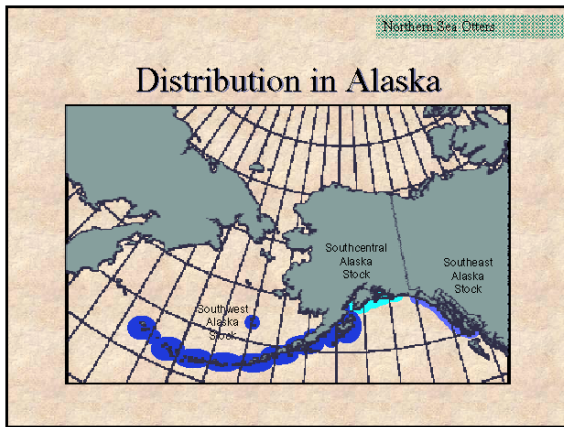 Northern Sea Otters
Distribution in Alaska
Southcentral
Alaska
Stock
Southeast
Alaska
Stock
Southwest
Alaska
Stock